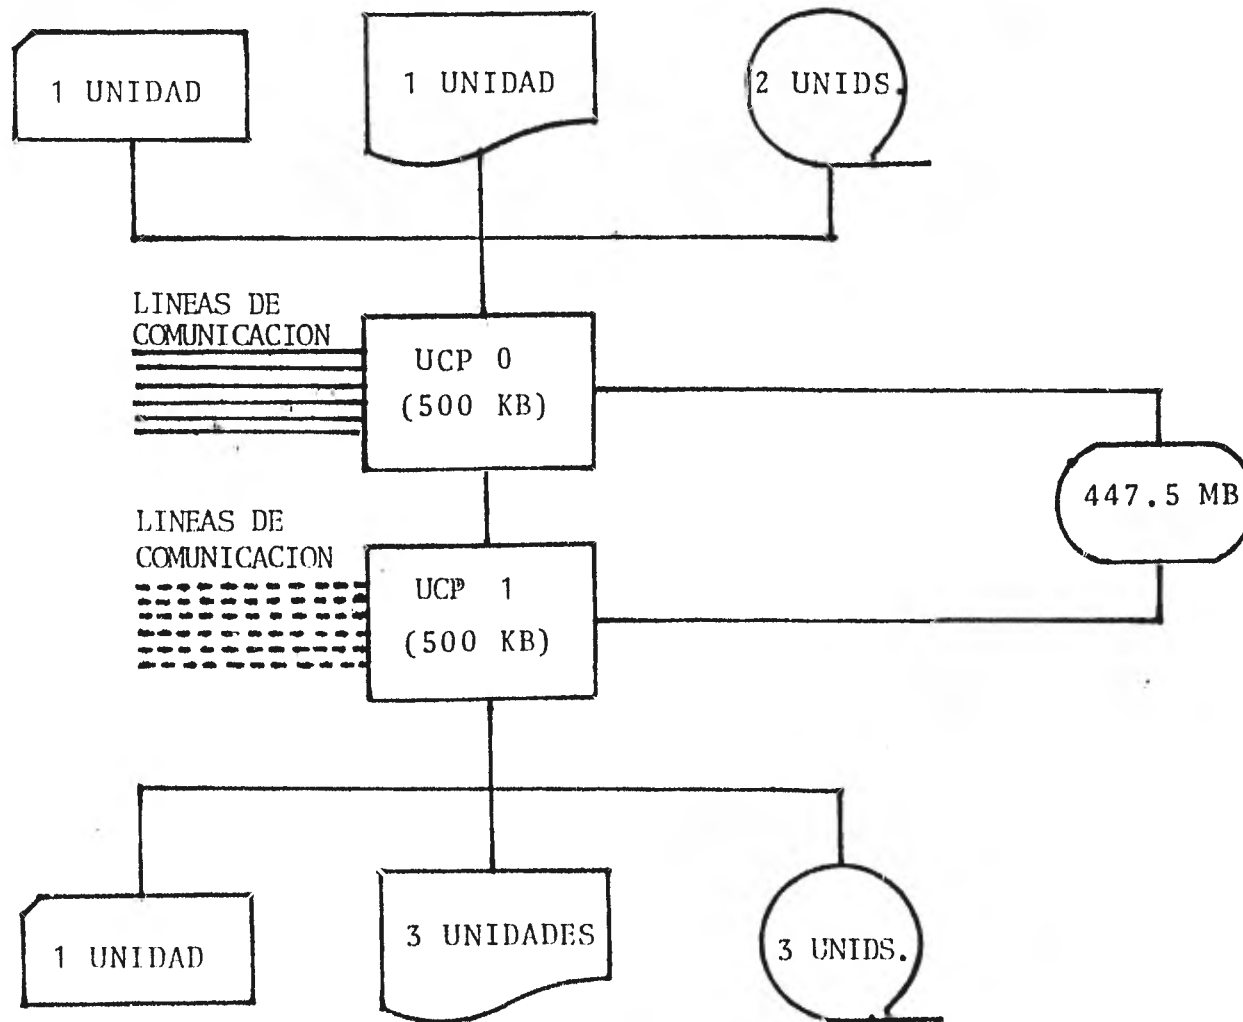 1 UNIDAD
1 UNIDAD
2 UNIDS.
LINEAS DE
COMUNICACION
UCP 0
(500 KB)
447.5 MB
LINEAS DE
COMUNICACION
UCP 1
(500 KB)
1 UNIDAD
3 UNIDADES
3 UNIDS.